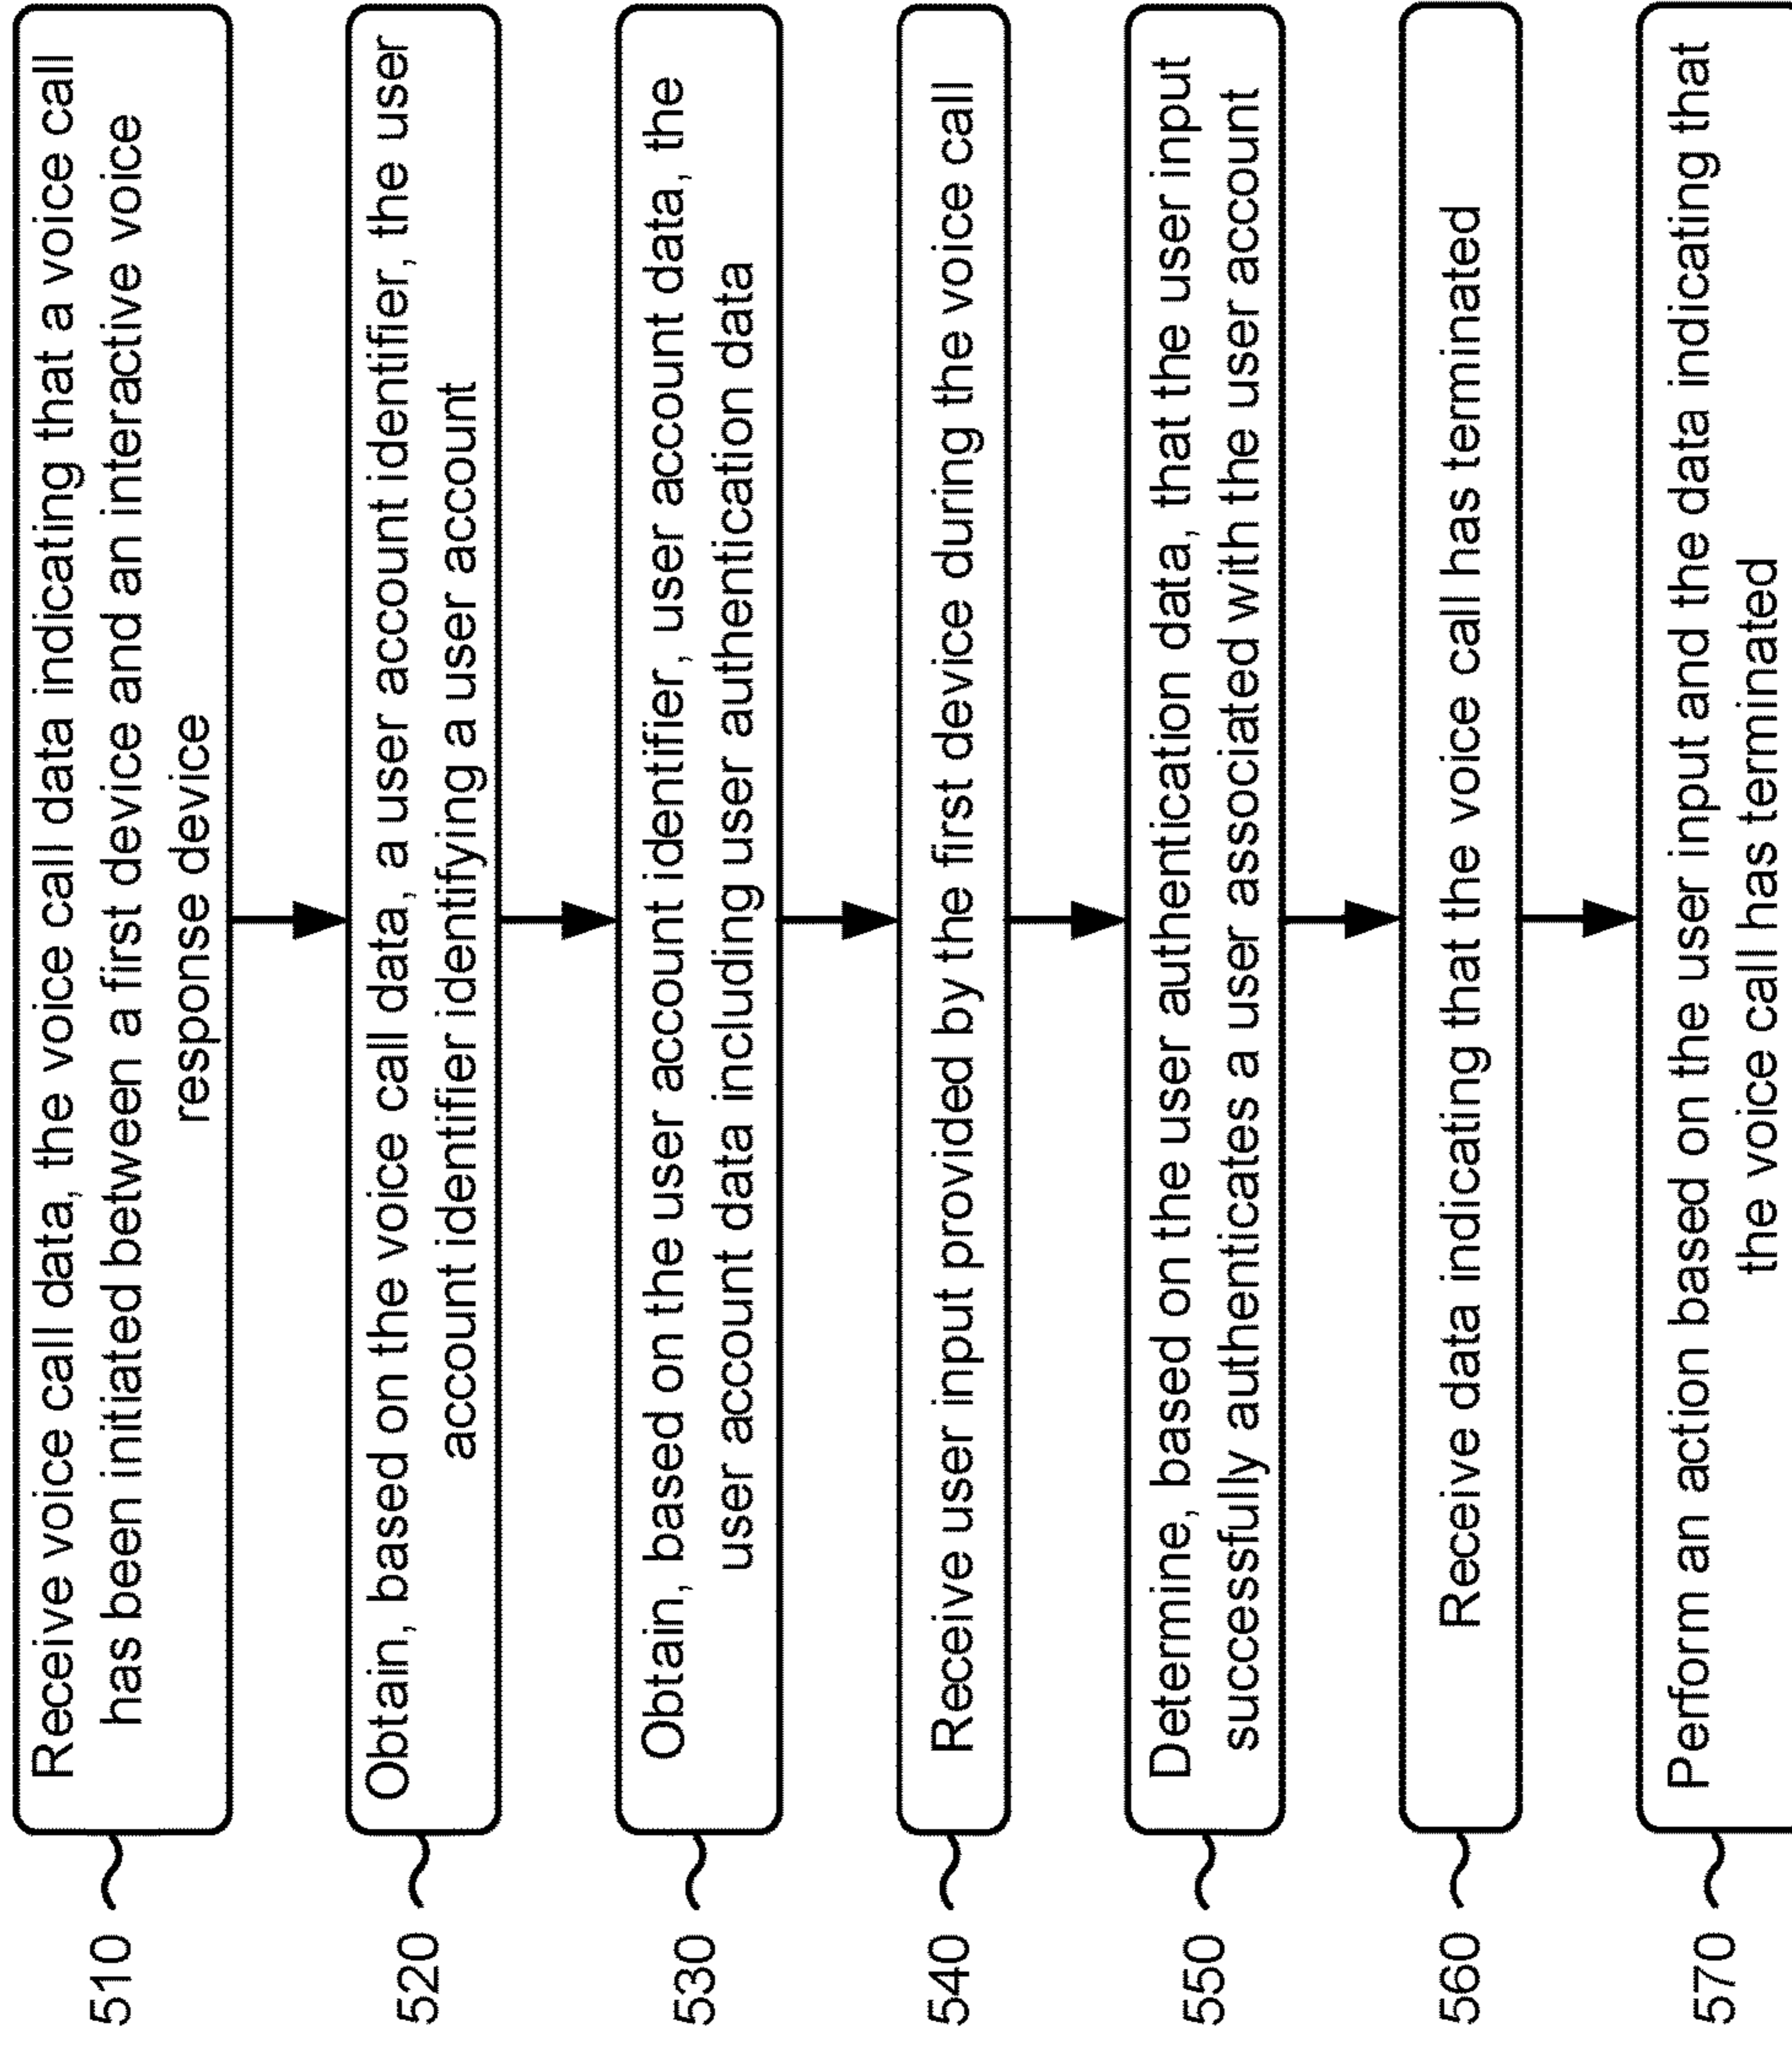 510
Receive voice call data, the voice call data indicating that a voice call
has been initiated between a first device and an interactive voice
response device
520
Obtain, based on the voice call data, a user account identifier, the user
account identifier identifying a user account
530
Obtain, based on the user account identifier, user account data, the
user account data including user authentication data
540
Receive user input provided by the first device during the voice call
550
Determine, based on the user authentication data, that the user input
successfully authenticates a user associated with the user account
560
Receive data indicating that the voice call has terminated
570
Perform an action based on the user input and the data indicating that
the voice call has terminated